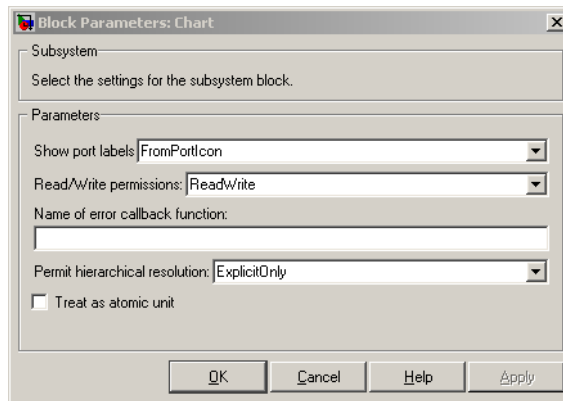 Block Parameters: Chart
Subsystem
Select the settings for the subsystem block.
Parameters
Show port labels FromPortIcon
Read/Write permissions: ReadWrite
Name of error callback function:
Permit hierarchical resolution: ExplicitOnly
Treat as atomic unit
OK Cancel Help Apply